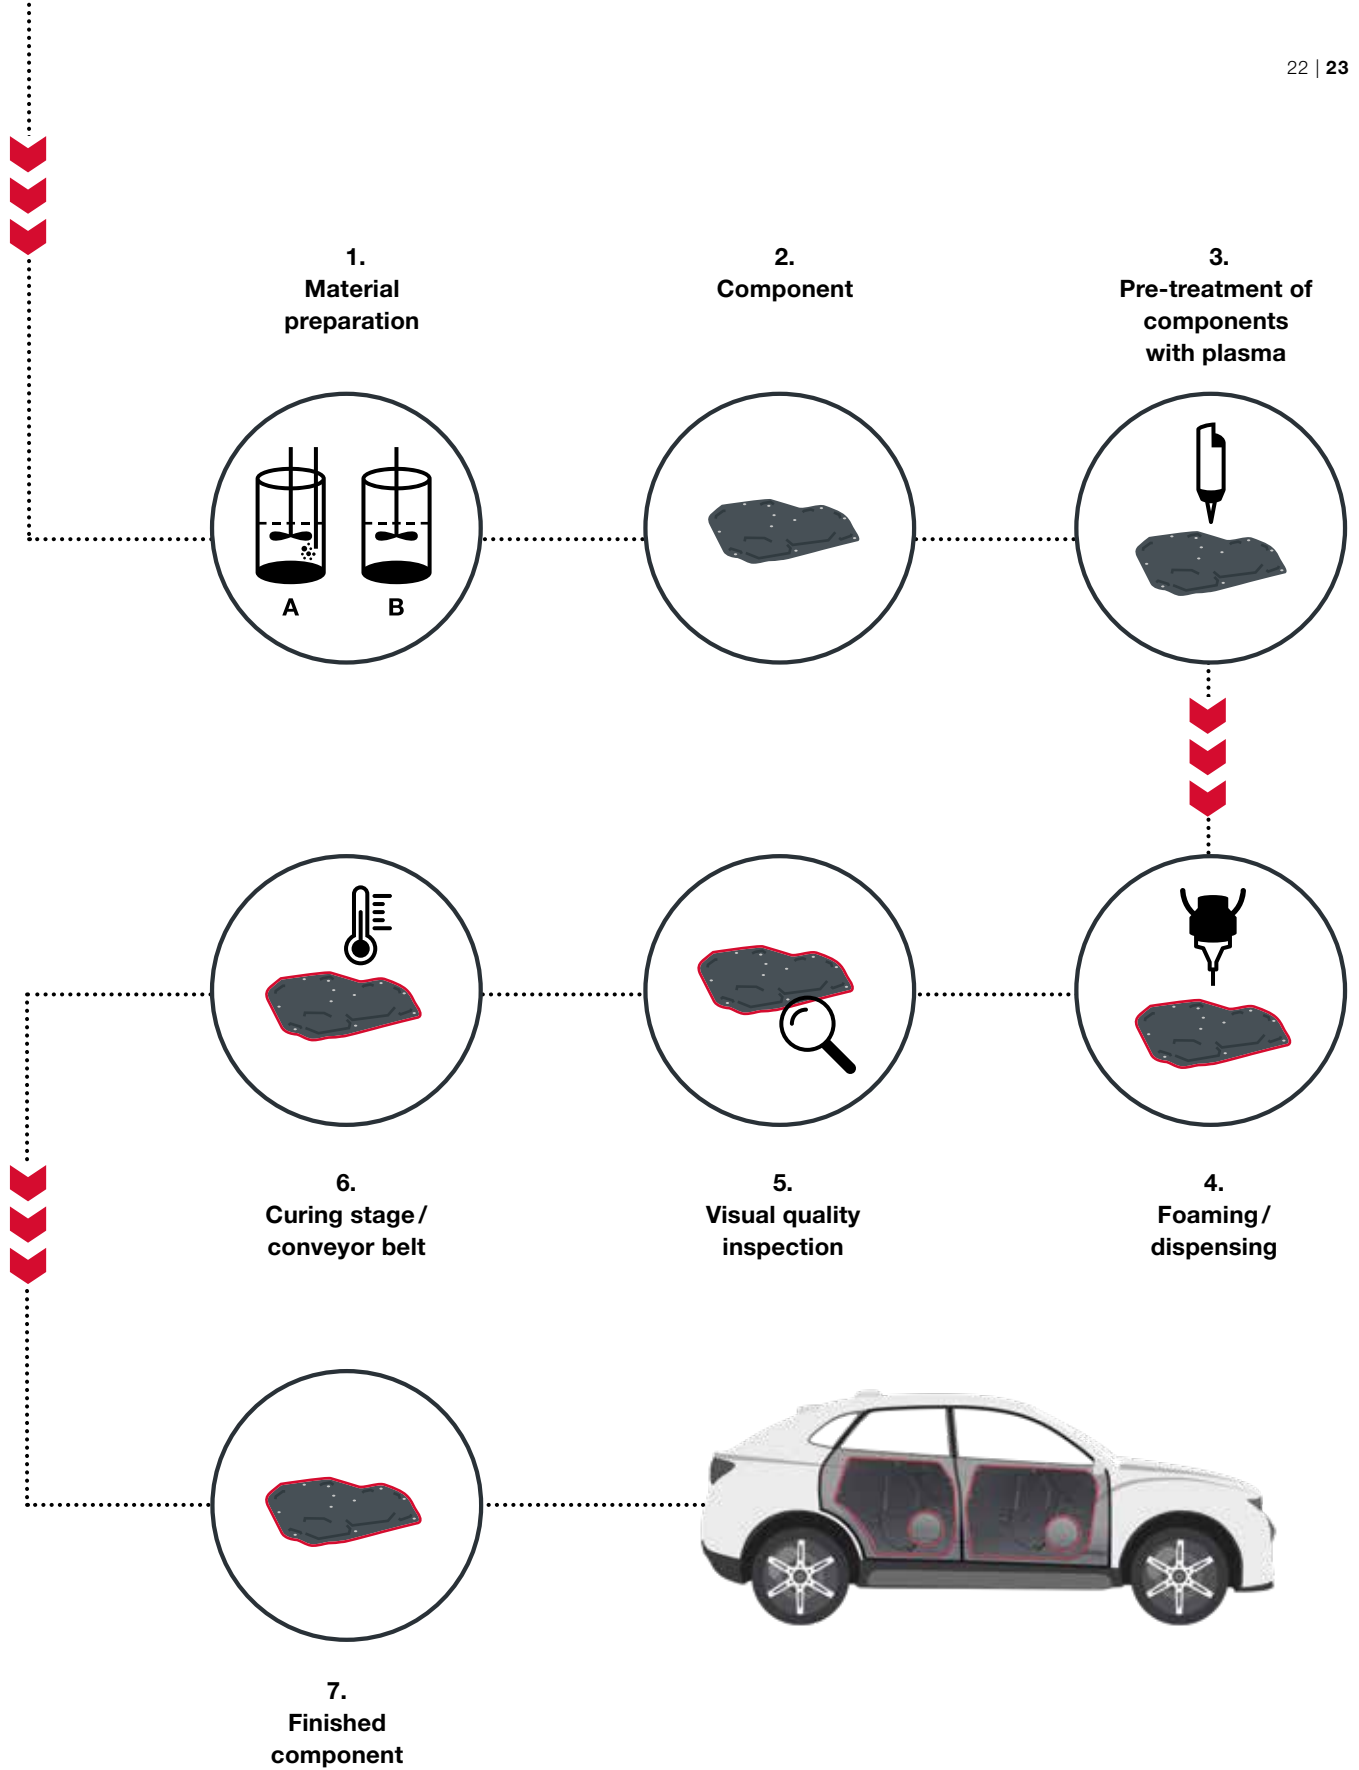 22 | 23
1.
Material
preparation
2.
Component
3.
Pre-treatment of
components
with plasma
A
B
4.
Foaming /
dispensing
5.
Visual quality
inspection
6.
Curing stage /
conveyor belt
7.
Finished
component